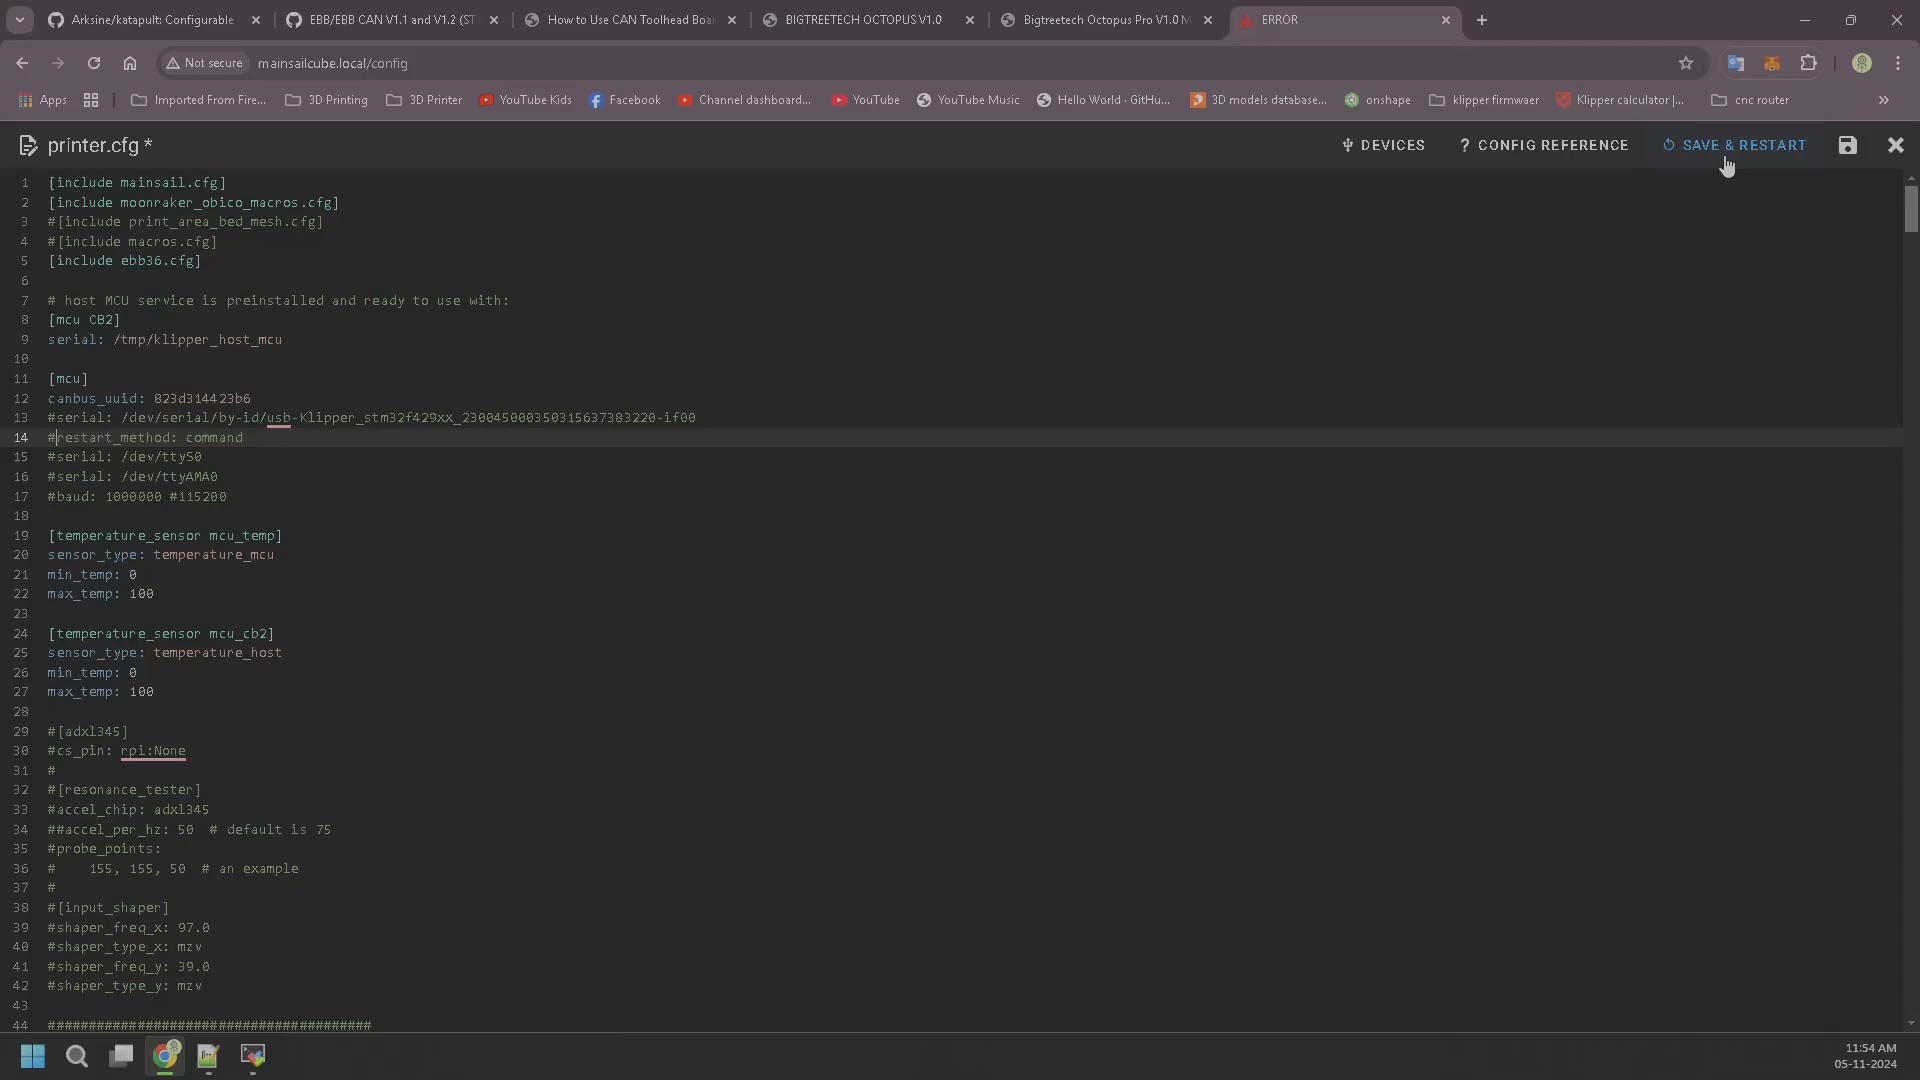 Arksine/katapult: Configurable
EBB/EBB CAN V1.1 and V1.2 (ST
How to Use CAN Toolhead Boa
BIGTREETECH OCTOPUS V1.0
Bigtreetech Octopus Pro V1.0 M
ERROR
Not secure
mainsailcube.local/config
Apps
Imported From Fire...
3D Printing
3D Printer
YouTube Kids
Facebook
Channel dashboard...
YouTube
YouTube Music
Hello World · GitHu...
3D models database...
onshape
klipper firmwaer
Klipper calculator |...
cnc router
printer.cfg *
DEVICES
? CONFIG REFERENCE
SAVE & RESTART
1 [include mainsail.cfg]
2 [include moonraker_obico_macros.cfg]
3 #[include print_area_bed_mesh.cfg]
4 #[include macros.cfg]
5 [include ebb36.cfg]
6
7 # host MCU service is preinstalled and ready to use with:
8 [mcu CB2]
9 serial: /tmp/klipper_host_mcu
10
11 [mcu]
12 canbus_uuid: 823d314423b6
13 #serial: /dev/serial/by-id/usb-Klipper_stm32f429xx_230045000350315637383220-if00
14 #restart_method: command
15 #serial: /dev/ttyS0
16 #serial: /dev/ttyAMA0
17 #baud: 1000000 #115200
18
19 [temperature_sensor mcu_temp]
20 sensor_type: temperature_mcu
21 min_temp: 0
22 max_temp: 100
23
24 [temperature_sensor mcu_cb2]
25 sensor_type: temperature_host
26 min_temp: 0
27 max_temp: 100
28
29 #[adxl345]
30 #cs_pin: rpi:None
31 #
32 #[resonance_tester]
33 #accel_chip: adxl345
34 ##accel_per_hz: 50 # default is 75
35 #probe_points:
36 # 155, 155, 50 # an example
37 #
38 #[input_shaper]
39 #shaper_freq_x: 97.0
40 #shaper_type_x: mzv
41 #shaper_freq_y: 39.0
42 #shaper_type_y: mzv
43
44 ########################################
11:54 AM
05-11-2024